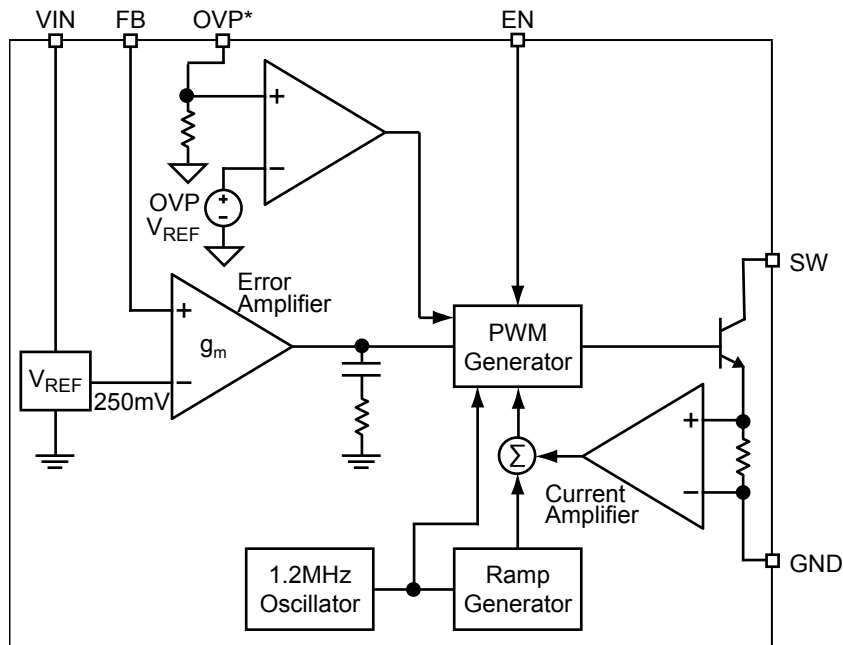 VIN
FB
OVP*
EN
+
−
OVP
VREF
+
−
Error
Amplifier
+
gm
−
VREF
250mV
PWM
Generator
SW
+
−
Σ
Current
Amplifier
GND
1.2MHz
Oscillator
Ramp
Generator